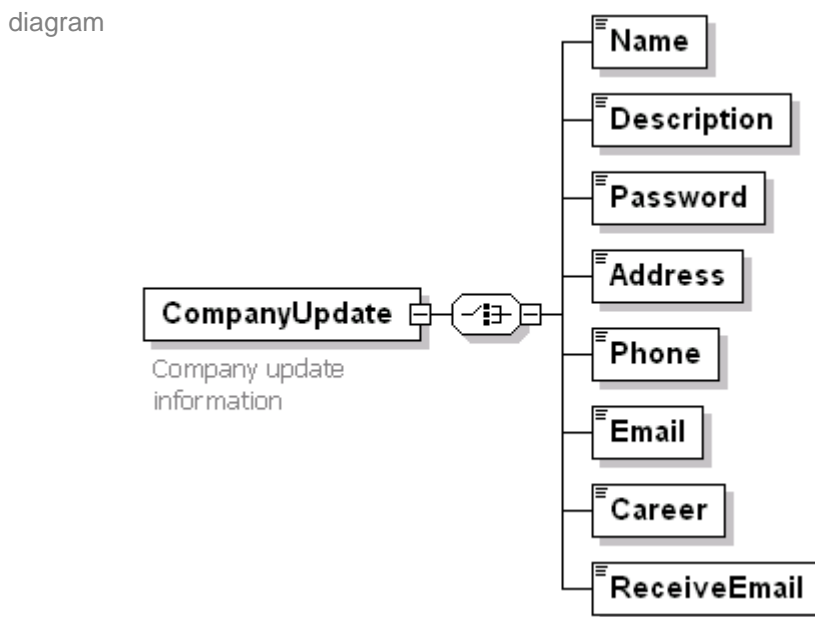 diagram
Name
Description
Password
Address
CompanyUpdate
Company update
information
Phone
Email
Career
ReceiveEmail